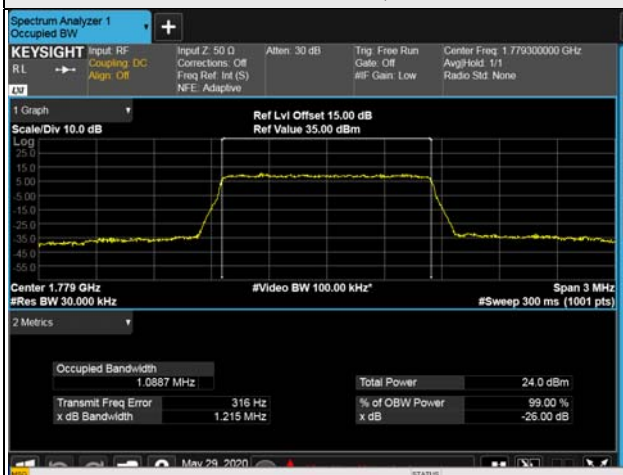 Spectrum Analyzer 1
Occupied BW
+
KEYSIGHT Input: RF Input Z: 50 Ω Atten: 30 dB Trig: Free Run Center Freq: 1.779300000 GHz
RL Coupling: DC Corrections: Off Gate: Off Avg|Hold: 1/1
Align: Off Freq Ref: Int (S) #IF Gain: Low Radio Std: None
LXI NFE: Adaptive
1 Graph
Ref Lvl Offset 15.00 dB
Scale/Div 10.0 dB Ref Value 35.00 dBm
Log
25.0
15.0
5.00
-5.00
-15.0
-25.0
-35.0
-45.0
-55.0
Center 1.779 GHz #Video BW 100.00 kHz* Span 3 MHz
#Res BW 30.000 kHz #Sweep 300 ms (1001 pts)
2 Metrics
Occupied Bandwidth
1.0887 MHz Total Power 24.0 dBm
Transmit Freq Error 316 Hz % of OBW Power 99.00 %
x dB Bandwidth 1.215 MHz x dB -26.00 dB
May 29, 2020
MSG STATUS